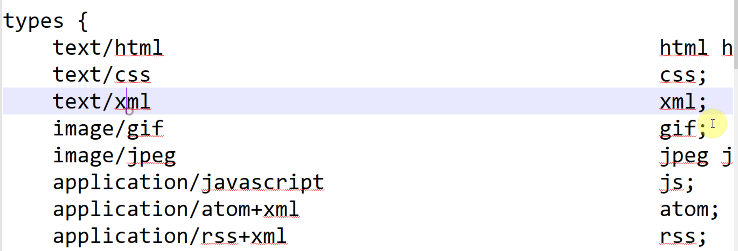 types {
text/html html h
text/css css;
text/xml xml;
image/gif gif;
image/jpeg jpeg j
application/javascript js;
application/atom+xml atom;
application/rss+xml rss;